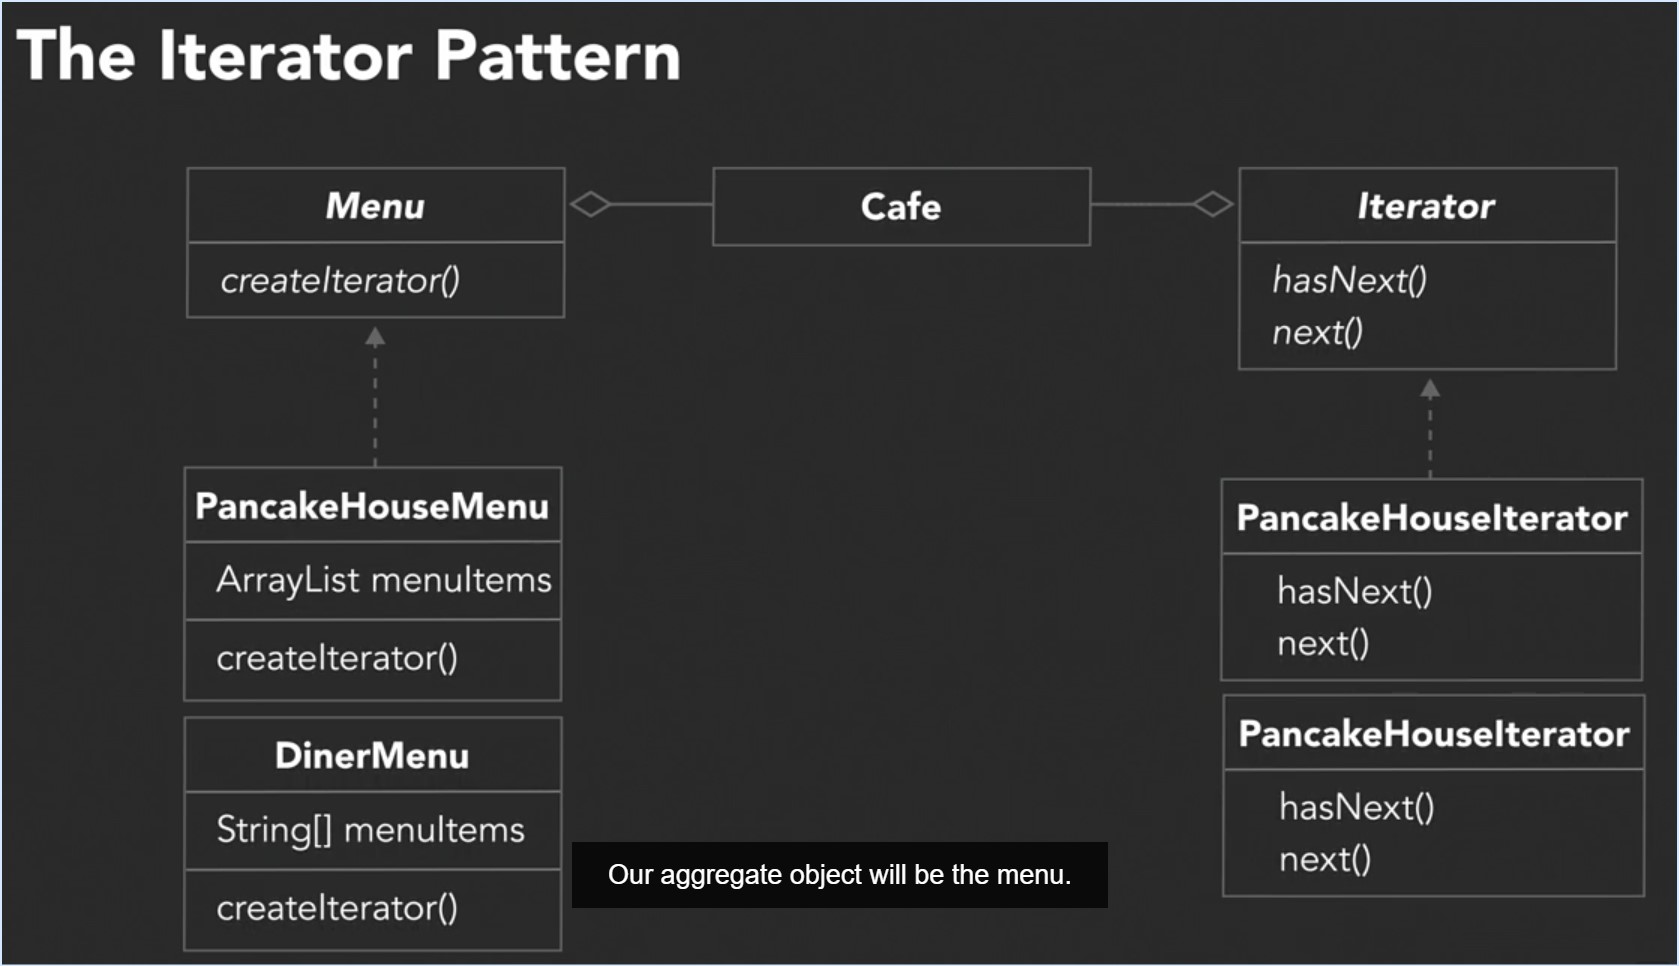 The Iterator Pattern
Menu
createIterator()
Cafe
Iterator
hasNext()
next()
PancakeHouseMenu
ArrayList menuItems
createIterator()
DinerMenu
String[] menuItems
createIterator()
PancakeHouseIterator
hasNext()
next()
PancakeHouseIterator
hasNext()
next()
Our aggregate object will be the menu.